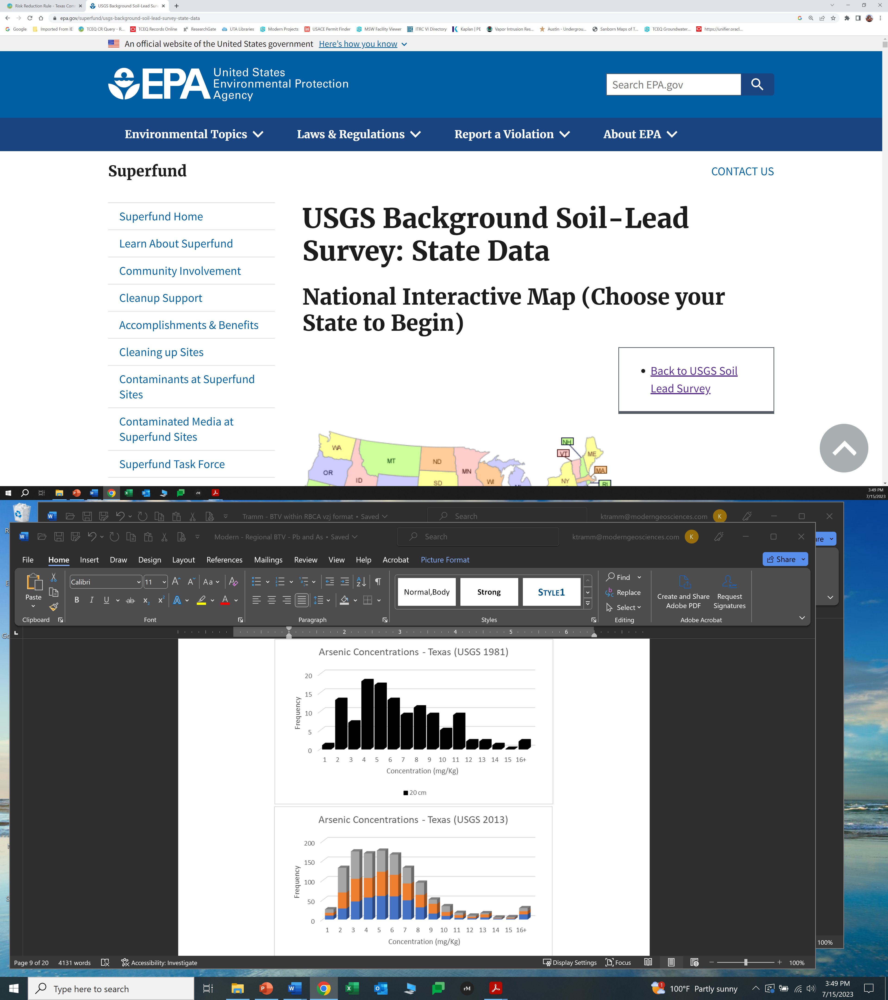 Risk Reduction Rule - Texas Com
USGS Background Soil-Lead Sur
epa.gov/superfund/usgs-background-soil-lead-survey-state-data
Google Imported From IE TCEQ CR Query - R... TCEQ Records Online ResearchGate UTA Libraries Modern Projects USACE Permit Finder MSW Facility Viewer ITRC VI Directory Kaplan | PE Vapor Intrusion Res... Austin - Undergrou... Sanborn Maps of T... TCEQ Groundwater... https://unifier.oracl...
An official website of the United States government Here's how you know
EPA
United States
Environmental Protection
Agency
Search EPA.gov
Environmental Topics Laws & Regulations Report a Violation About EPA
Superfund
CONTACT US
Superfund Home
Learn About Superfund
Community Involvement
Cleanup Support
Accomplishments & Benefits
Cleaning up Sites
Contaminants at Superfund
Sites
Contaminated Media at
Superfund Sites
Superfund Task Force
USGS Background Soil-Lead
Survey: State Data
National Interactive Map (Choose your
State to Begin)
Back to USGS Soil
Lead Survey
WA
MT
ND
OR
ID
MN
SD
WI
NH
VT
ME
MA
NY
RI
3:49 PM
7/15/2023
Tramm - BTV within RBCA vzj format • Saved
Search
ktramm@moderngeosciences.com
K
Modern - Regional BTV - Pb and As • Saved
Search
ktramm@moderngeosciences.com
K
File Home Insert Draw Design Layout References Mailings Review View Help Acrobat Picture Format
Share
Paste
Calibri
11
Normal,Body
Strong
Style1
Find
Replace
Select
Create and Share
Adobe PDF
Request
Signatures
Clipboard Font Paragraph Styles Editing Adobe Acrobat
2 3 4 5 6
Arsenic Concentrations - Texas (USGS 1981)
20
15
10
5
0
Frequency
1 2 3 4 5 6 7 8 9 10 11 12 13 14 15 16+
Concentration (mg/Kg)
20 cm
Arsenic Concentrations - Texas (USGS 2013)
200
150
100
50
0
Frequency
1 2 3 4 5 6 7 8 9 10 11 12 13 14 15 16+
Concentration (mg/Kg)
100%
Page 9 of 20 4131 words Accessibility: Investigate Display Settings Focus 100%
Type here to search
100°F Partly sunny
3:49 PM
7/15/2023